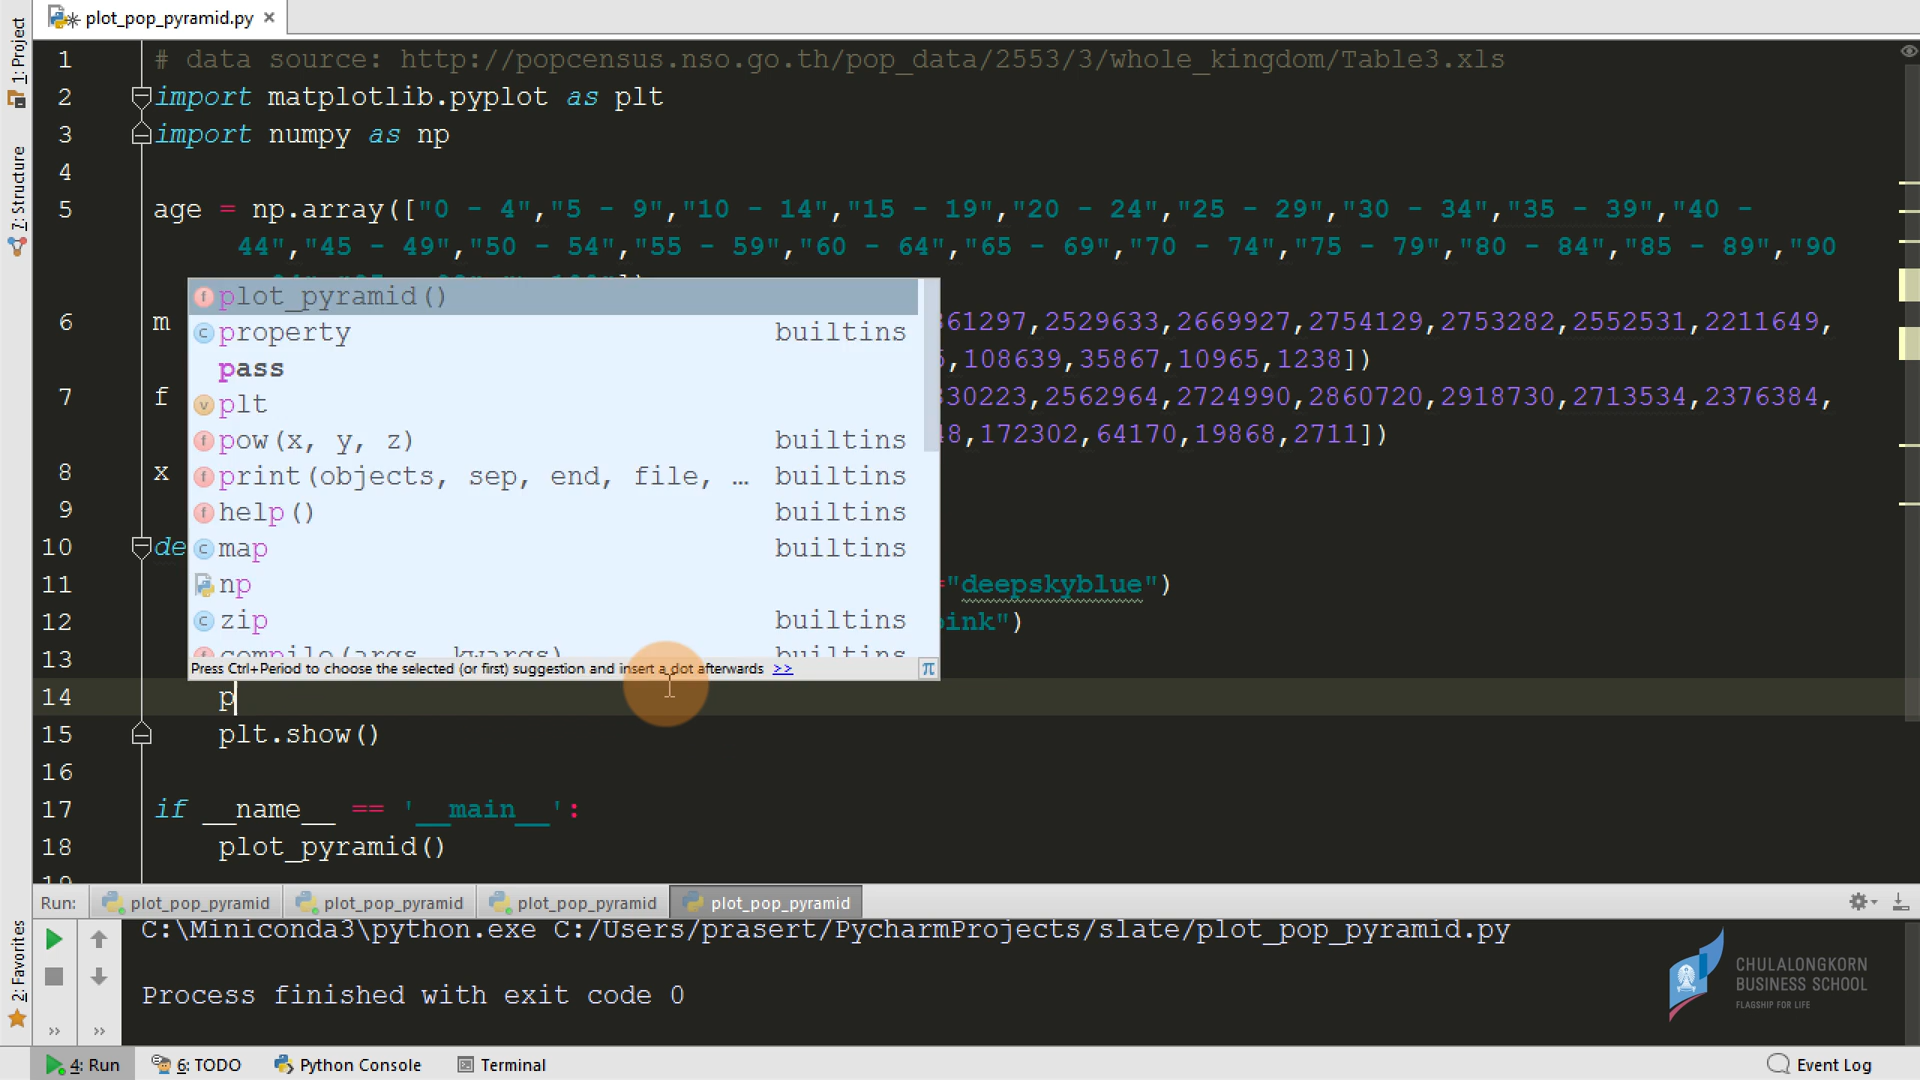 plot_pop_pyramid.py ×
1: Project
7: Structure
2: Favorites
1 # data source: http://popcensus.nso.go.th/pop_data/2553/3/whole_kingdom/Table3.xls
2 import matplotlib.pyplot as plt
3 import numpy as np
4
5 age = np.array(["0 - 4","5 - 9","10 - 14","15 - 19","20 - 24","25 - 29","30 - 34","35 - 39","40 -
44","45 - 49","50 - 54","55 - 59","60 - 64","65 - 69","70 - 74","75 - 79","80 - 84","85 - 89","90
6 m 361297,2529633,2669927,2754129,2753282,2552531,2211649,
,108639,35867,10965,1238])
7 f 330223,2562964,2724990,2860720,2918730,2713534,2376384,
48,172302,64170,19868,2711])
8 x
9
10 de
11 ="deepskyblue")
12 pink")
13
14 p
15 plt.show()
16
17 if __name__ == '__main__':
18 plot_pyramid()
19
plot_pyramid()
property builtins
pass
plt
pow(x, y, z) builtins
print(objects, sep, end, file, … builtins
help() builtins
map builtins
np
zip builtins
compile(args, kwargs) builtins
Press Ctrl+Period to choose the selected (or first) suggestion and insert a dot afterwards >>
π
Run: plot_pop_pyramid plot_pop_pyramid plot_pop_pyramid plot_pop_pyramid
C:\Miniconda3\python.exe C:/Users/prasert/PycharmProjects/slate/plot_pop_pyramid.py
Process finished with exit code 0
CHULALONGKORN
BUSINESS SCHOOL
FLAGSHIP FOR LIFE
4: Run 6: TODO Python Console Terminal Event Log